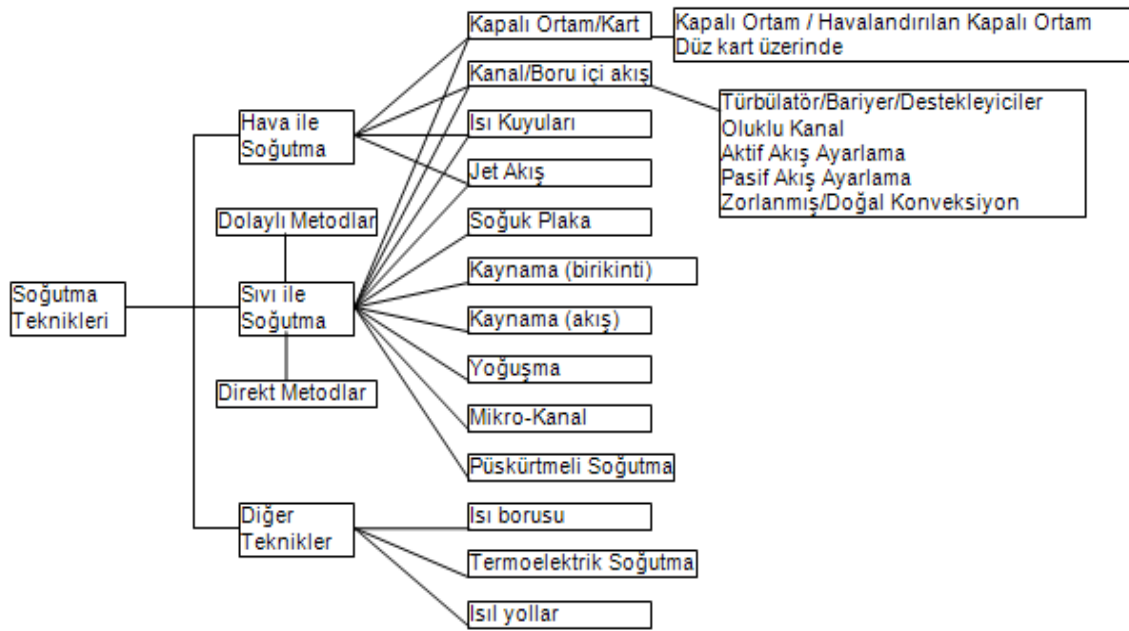 Kapalı Ortam/Kart
Kapalı Ortam / Havalandırılan Kapalı Ortam
Düz kart üzerinde
Kanal/Boru içi akış
Türbülatör/Bariyer/Destekleyiciler
Oluklu Kanal
Aktif Akış Ayarlama
Pasif Akış Ayarlama
Zorlanmış/Doğal Konveksiyon
Hava ile
Soğutma
Isı Kuyuları
Jet Akış
Dolaylı Metodlar
Soğuk Plaka
Kaynama (birikinti)
Soğutma
Teknikleri
Sıvı ile
Soğutma
Kaynama (akış)
Yoğuşma
Direkt Metodlar
Mikro-Kanal
Püskürtmeli Soğutma
Diğer
Teknikler
Isı borusu
Termoelektrik Soğutma
Isıl yollar